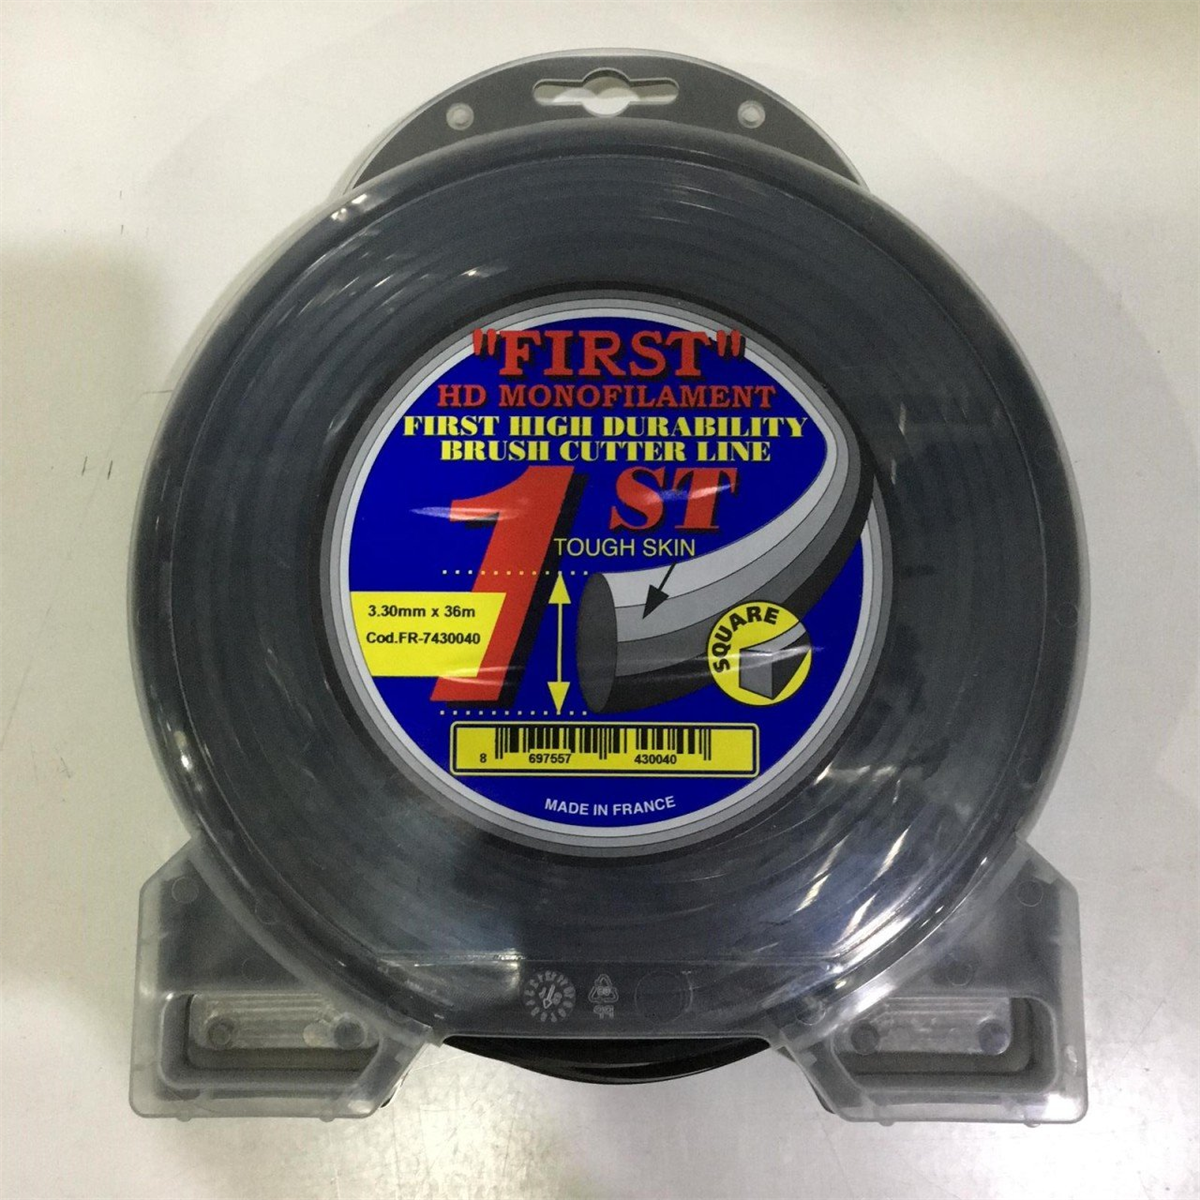 "FIRST"
HD MONOFILAMENT
FIRST HIGH DURABILITY
BRUSH CUTTER LINE
1ST
TOUGH SKIN
3.30mm x 36m
Cod.FR-7430040
SQUARE
8 697557 430040
MADE IN FRANCE